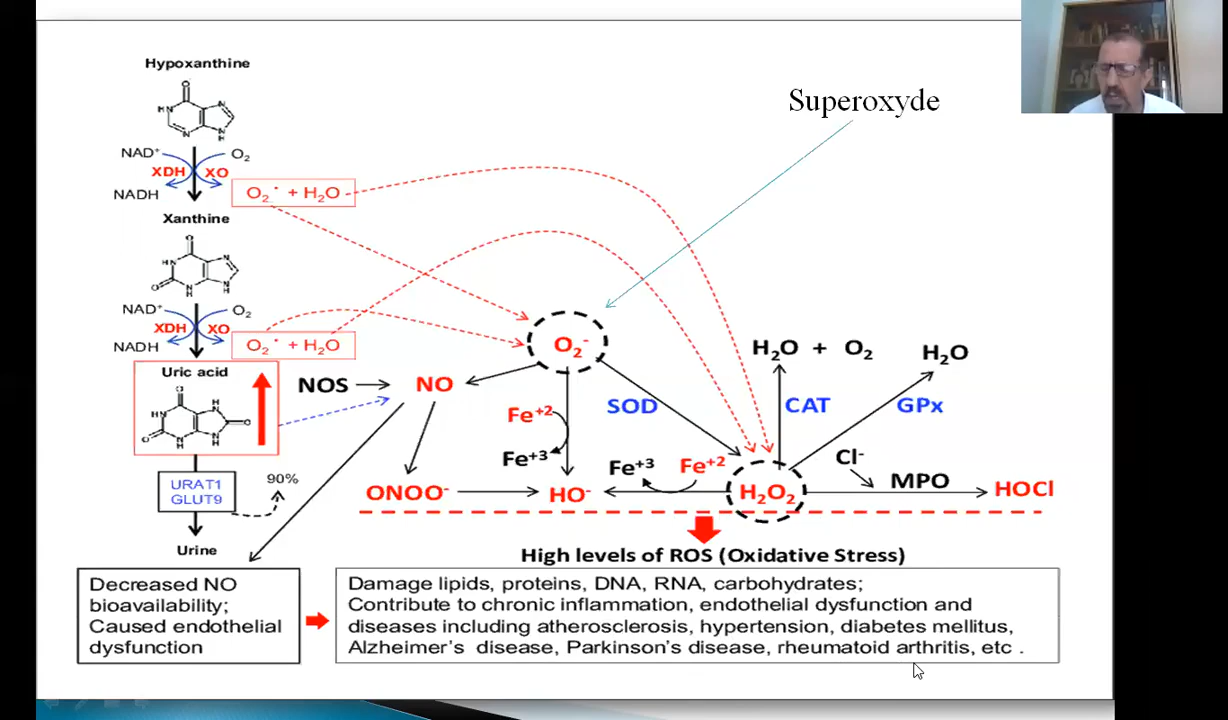 Hypoxanthine
Superoxyde
NAD⁺ O₂
XDH XO
NADH
O₂˙ + H₂O
Xanthine
NAD⁺ O₂
XDH XO
NADH
O₂˙ + H₂O
O₂⁻
Uric acid
NOS
NO
H₂O + O₂
H₂O
SOD
CAT
GPx
Fe⁺²
Fe⁺³
Fe⁺³
Fe⁺²
Cl⁻
MPO
URAT1
GLUT9
90%
ONOO⁻
HO⁻
H₂O₂
HOCl
Urine
High levels of ROS (Oxidative Stress)
Decreased NO
bioavailability;
Caused endothelial
dysfunction
Damage lipids, proteins, DNA, RNA, carbohydrates;
Contribute to chronic inflammation, endothelial dysfunction and
diseases including atherosclerosis, hypertension, diabetes mellitus,
Alzheimer's disease, Parkinson's disease, rheumatoid arthritis, etc .